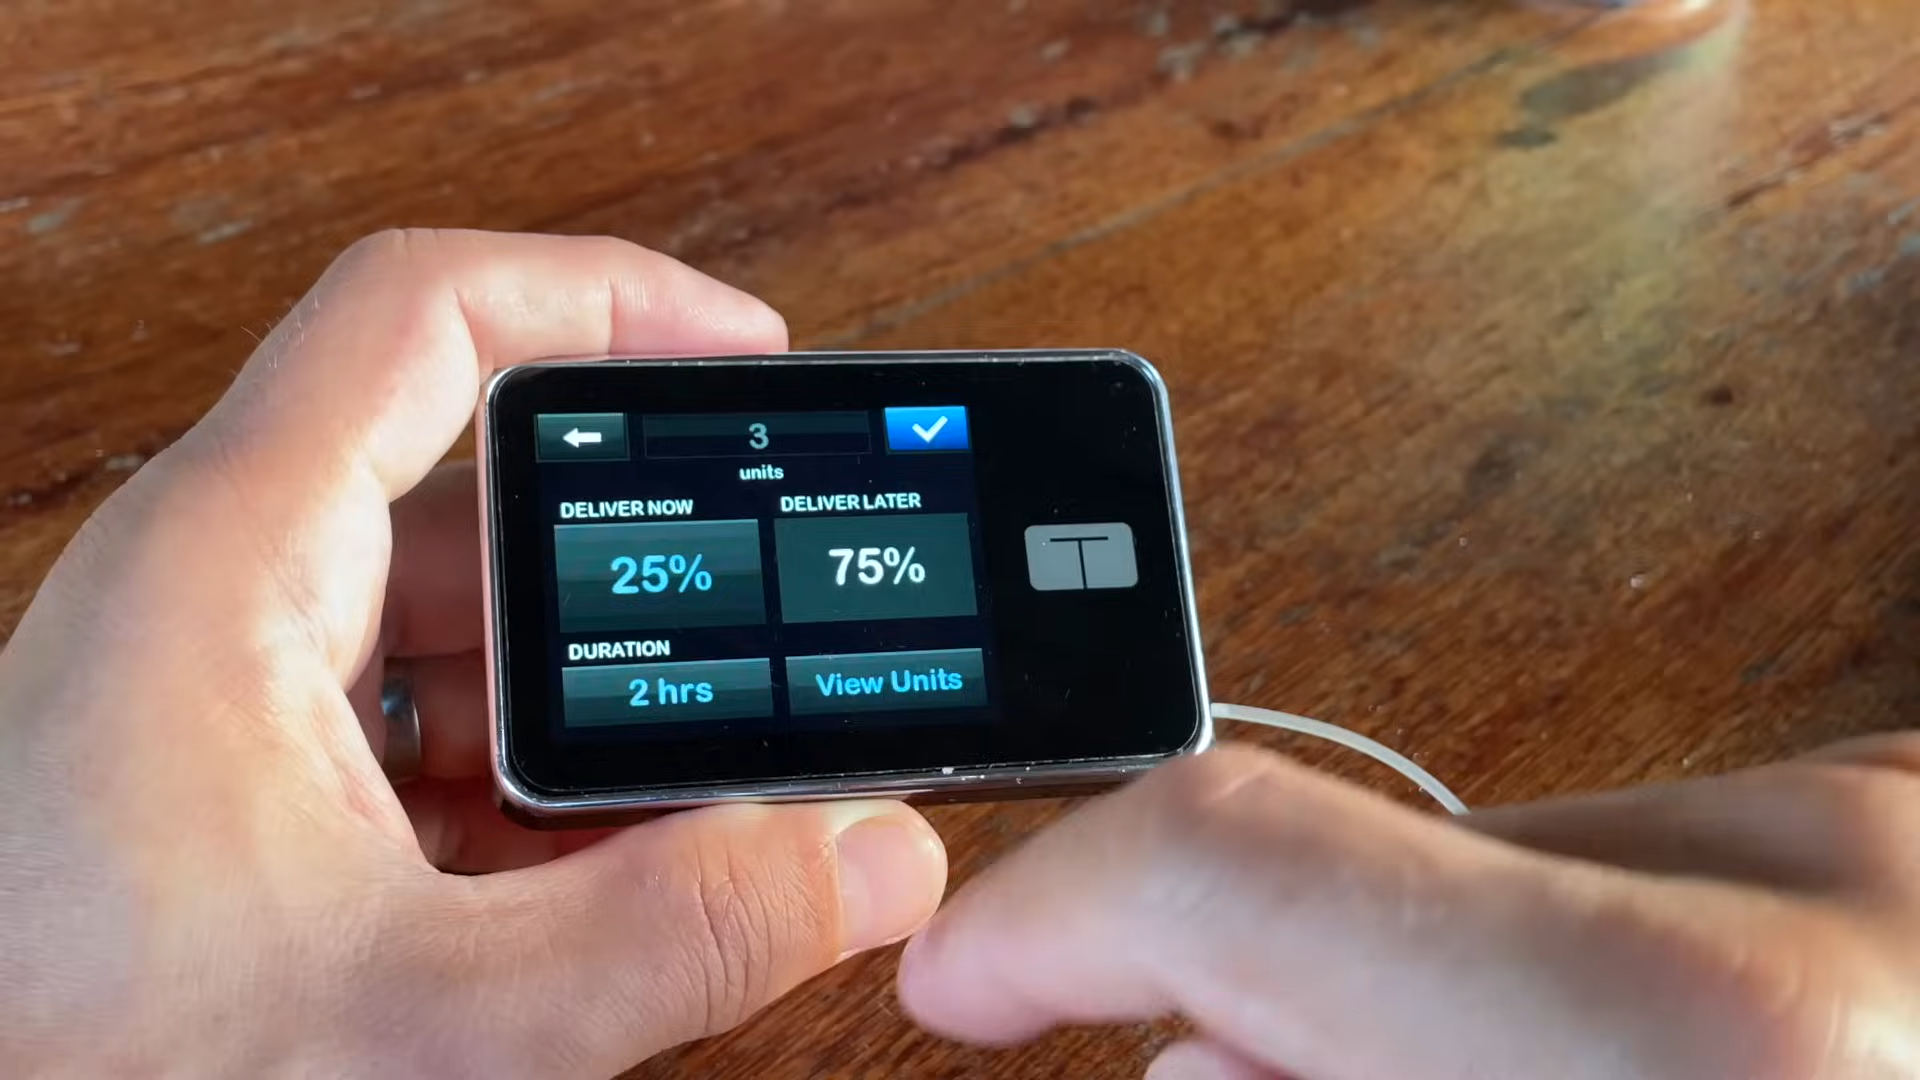 3
units
DELIVER NOW
DELIVER LATER
25%
75%
DURATION
2 hrs
View Units